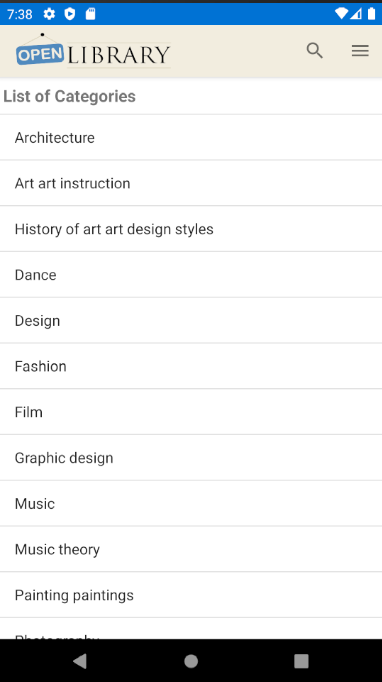 7:38
OPEN LIBRARY
List of Categories
Architecture
Art art instruction
History of art art design styles
Dance
Design
Fashion
Film
Graphic design
Music
Music theory
Painting paintings
Photography